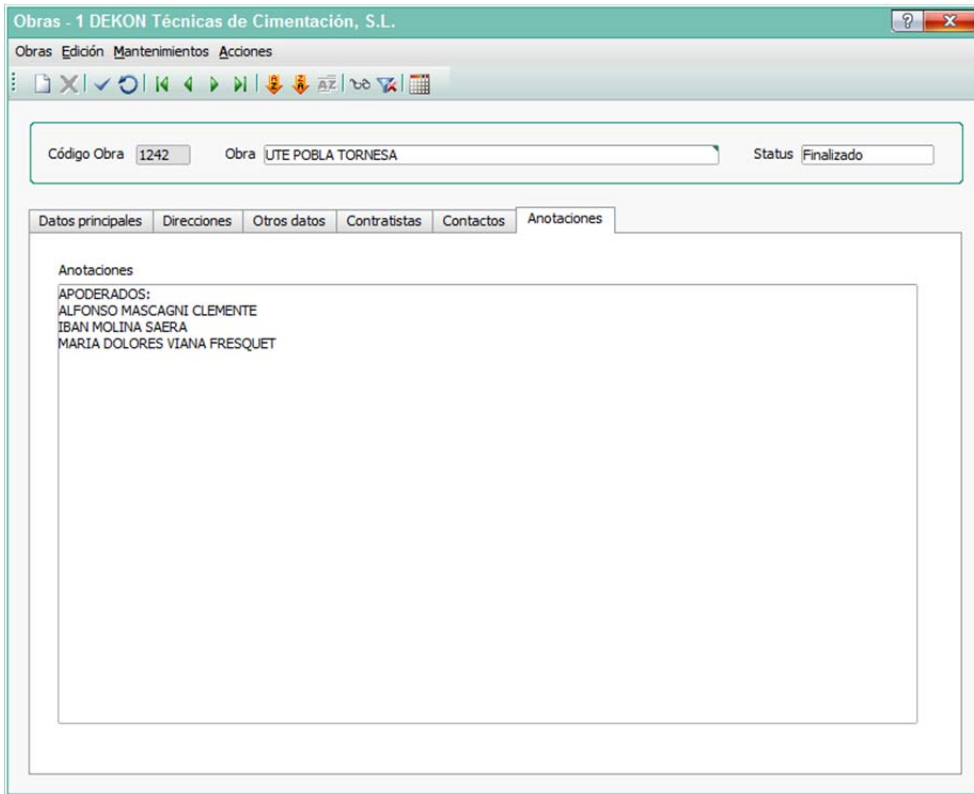 Obras - 1 DEKON Técnicas de Cimentación, S.L.
Obras Edición Mantenimientos Acciones
Código Obra 1242 Obra UTE POBLA TORNESA Status Finalizado
Datos principales Direcciones Otros datos Contratistas Contactos Anotaciones
Anotaciones
APODERADOS:
ALFONSO MASCAGNI CLEMENTE
IBAN MOLINA SAERA
MARIA DOLORES VIANA FRESQUET